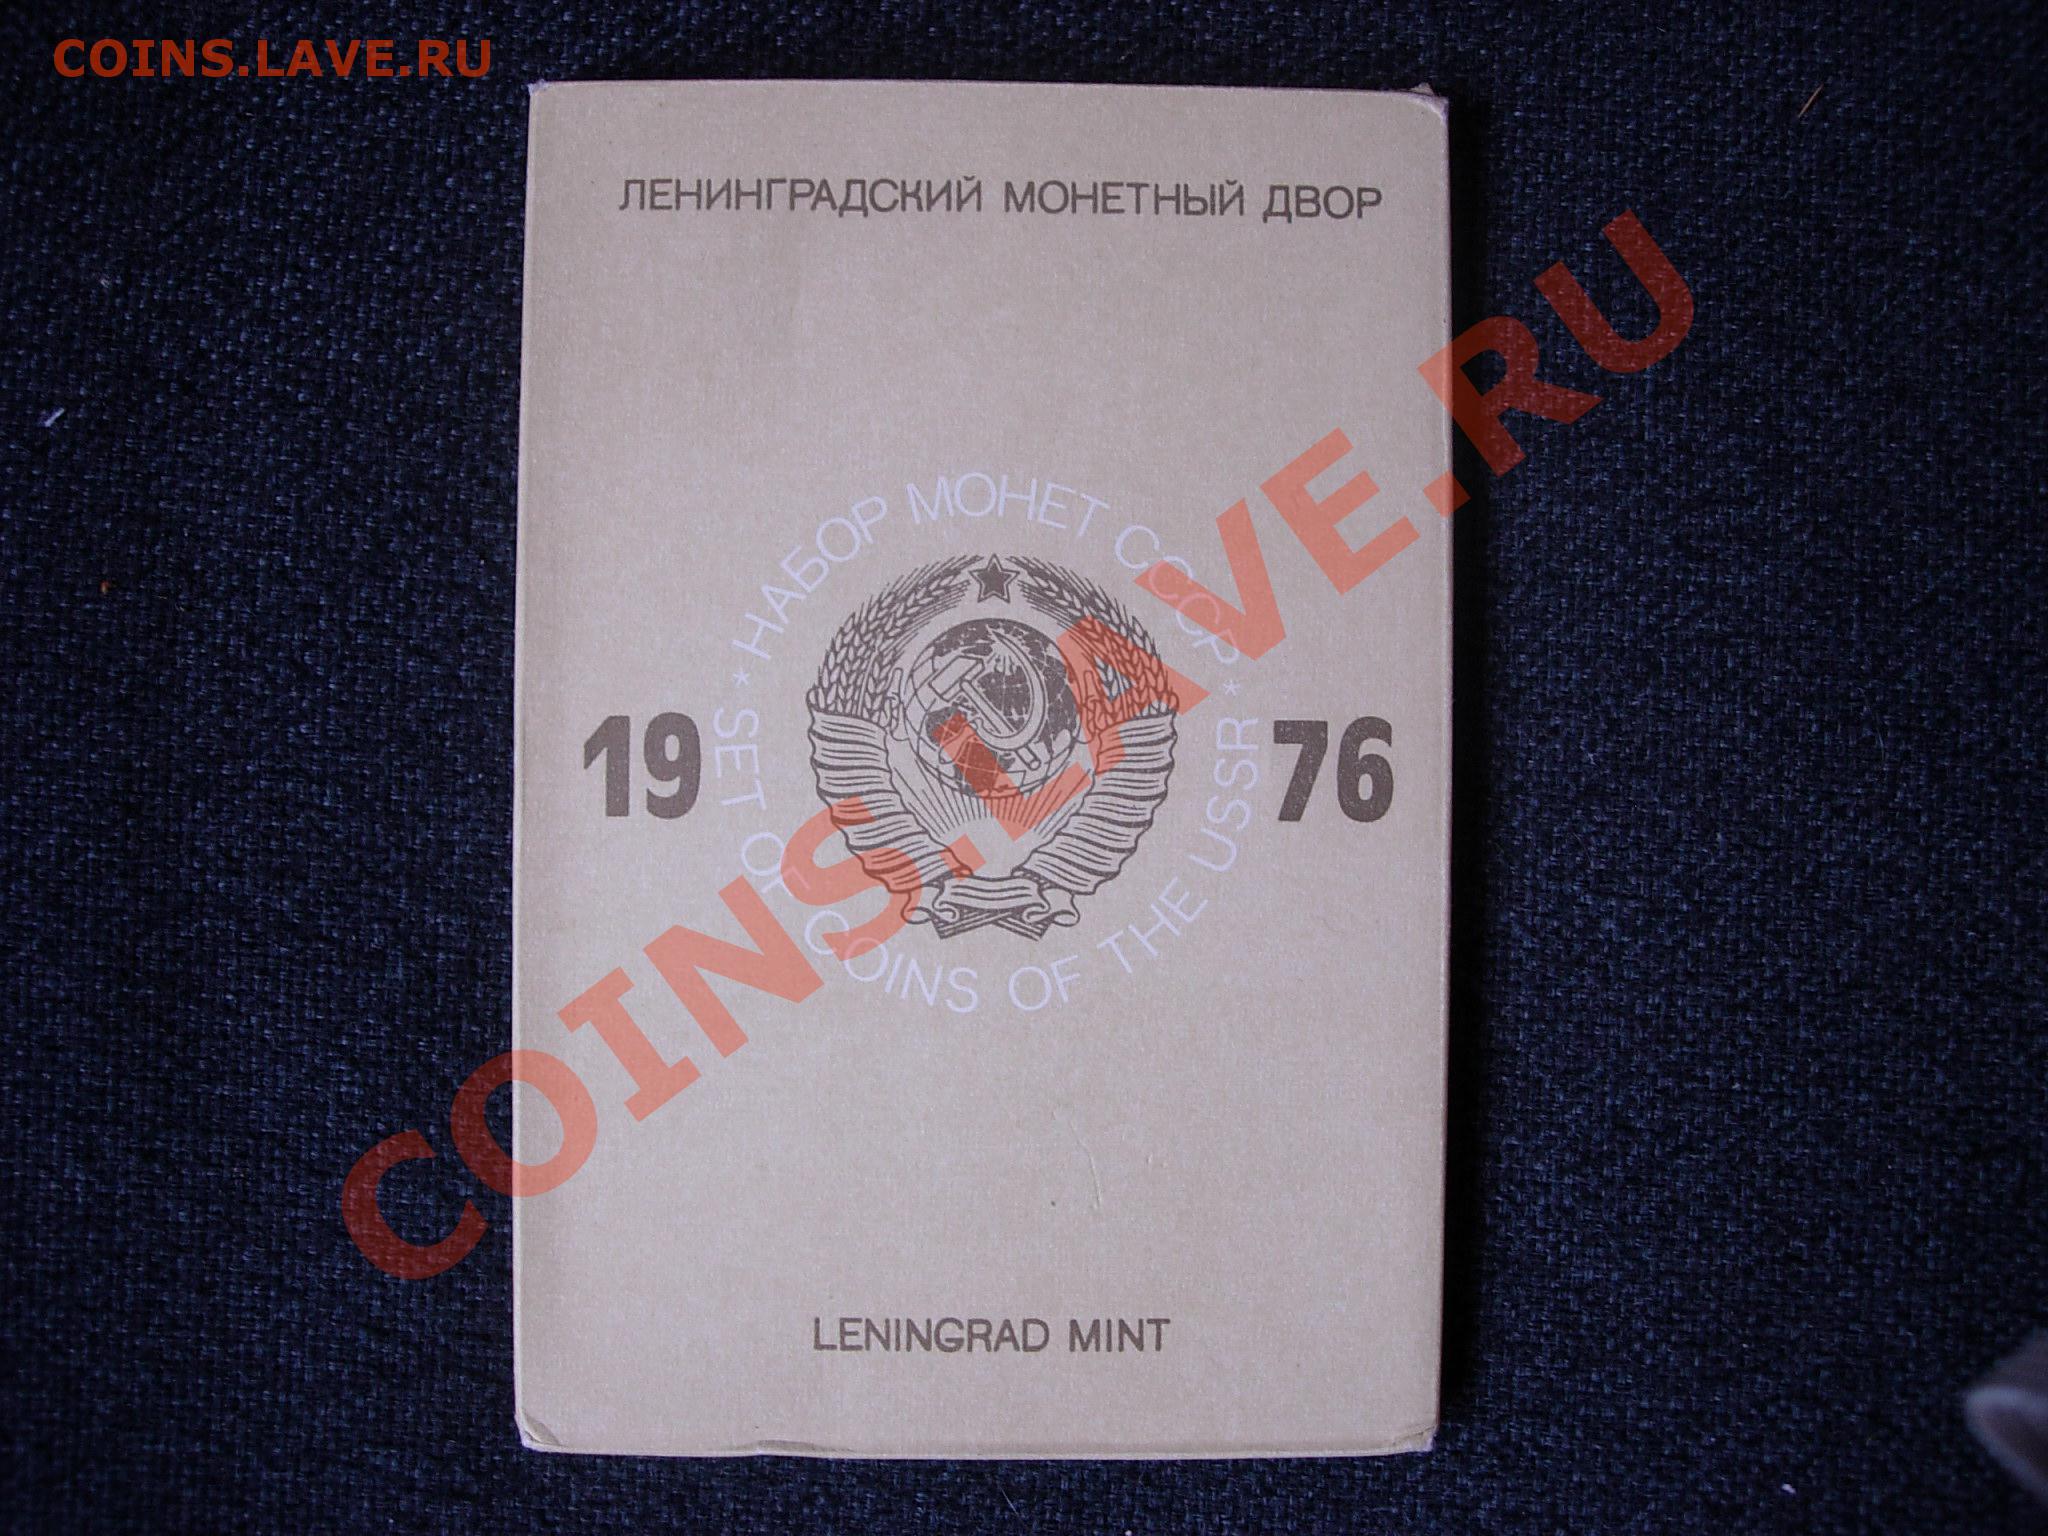 COINS.LAVE.RU
ЛЕНИНГРАДСКИЙ МОНЕТНЫЙ ДВОР
* НАБОР МОНЕТ СССР *
19 76
SET OF COINS OF THE USSR
COINS.LAVE.RU
LENINGRAD MINT